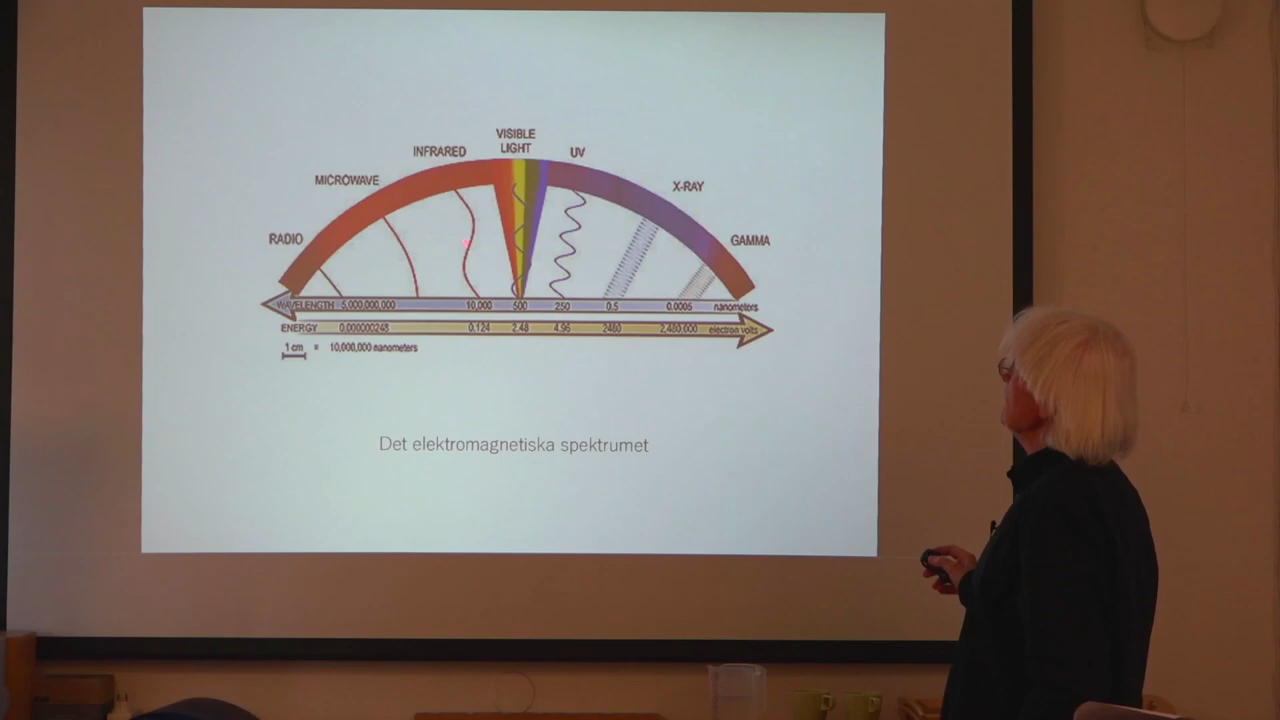 VISIBLE
LIGHT
INFRARED
UV
MICROWAVE
X-RAY
RADIO
GAMMA
WAVELENGTH 5,000,000,000 10,000 500 250 0.5 0.0005 nanometers
ENERGY 0.000000248 0.124 2.48 4.96 2480 2,480,000 electron volts
1 cm = 10,000,000 nanometers
Det elektromagnetiska spektrumet